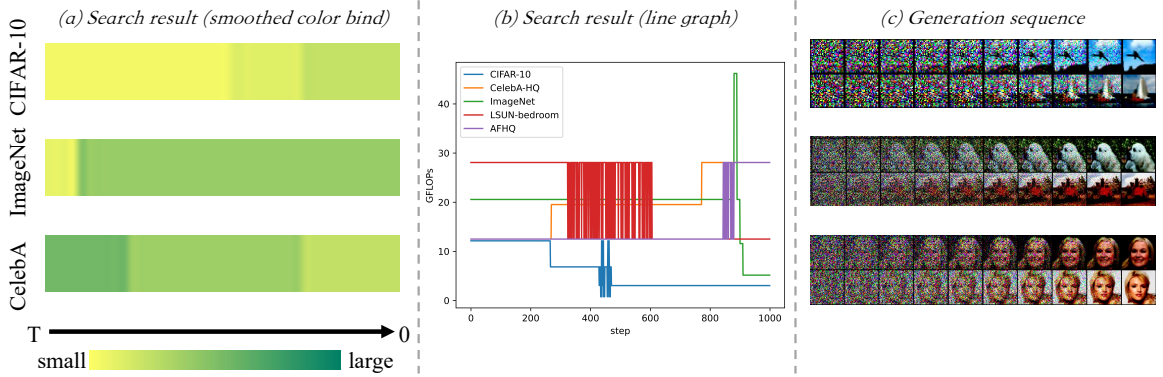 (a) Search result (smoothed color bind)
CIFAR-10
ImageNet
CelebA
T 0
small large
(b) Search result (line graph)
CIFAR-10
CelebA-HQ
ImageNet
LSUN-bedroom
AFHQ
GFLOPs
40
30
20
10
0
0 200 400 600 800 1000
step
(c) Generation sequence